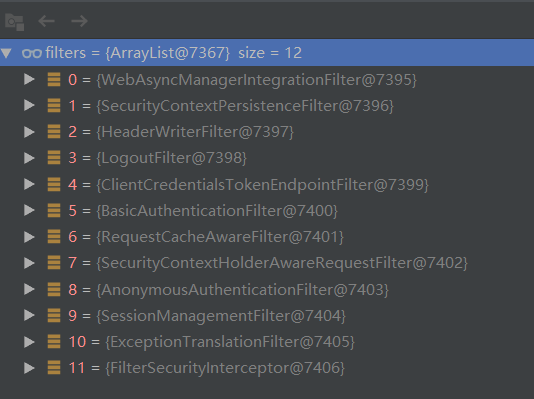 filters = {ArrayList@7367} size = 12
0 = {WebAsyncManagerIntegrationFilter@7395}
1 = {SecurityContextPersistenceFilter@7396}
2 = {HeaderWriterFilter@7397}
3 = {LogoutFilter@7398}
4 = {ClientCredentialsTokenEndpointFilter@7399}
5 = {BasicAuthenticationFilter@7400}
6 = {RequestCacheAwareFilter@7401}
7 = {SecurityContextHolderAwareRequestFilter@7402}
8 = {AnonymousAuthenticationFilter@7403}
9 = {SessionManagementFilter@7404}
10 = {ExceptionTranslationFilter@7405}
11 = {FilterSecurityInterceptor@7406}